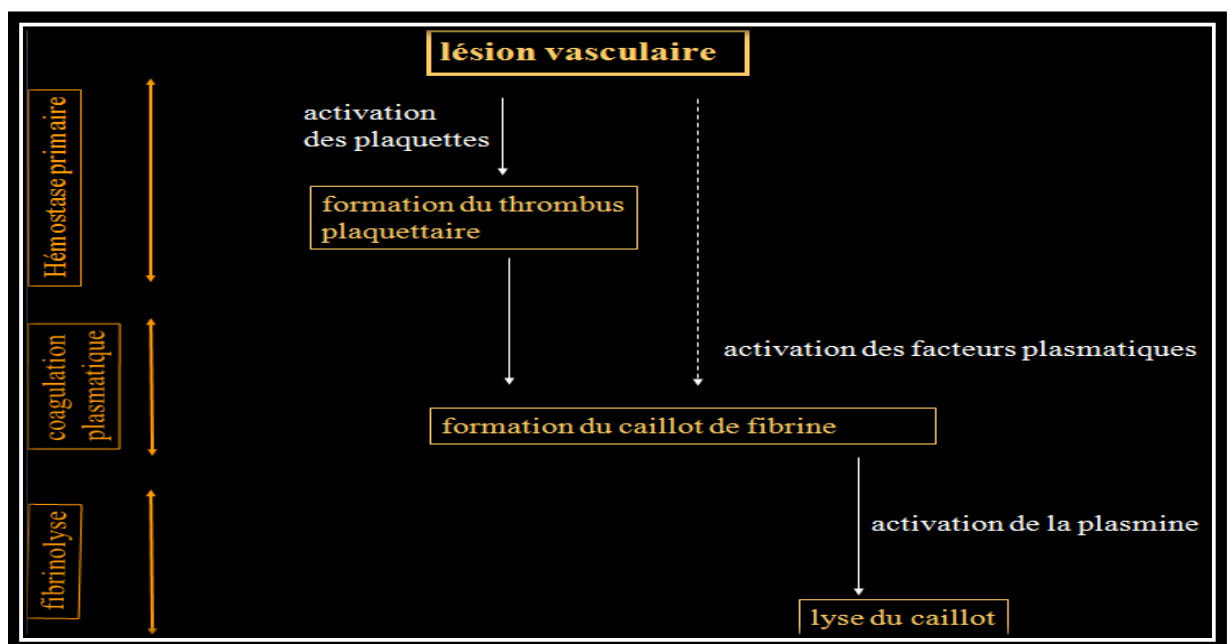 lésion vasculaire
Hémostase primaire
activation
des plaquettes
formation du thrombus
plaquettaire
coagulation
plasmatique
activation des facteurs plasmatiques
formation du caillot de fibrine
fibrinolyse
activation de la plasmine
lyse du caillot